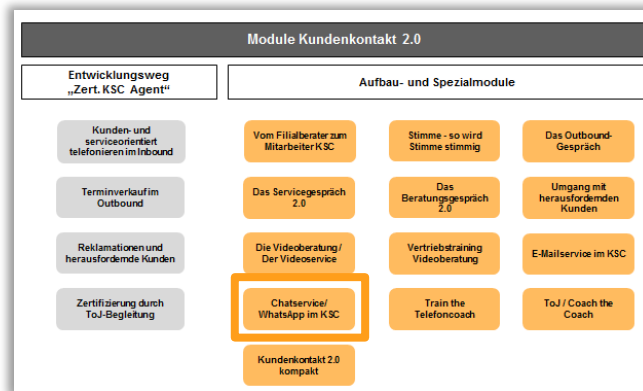 Module Kundenkontakt 2.0
Entwicklungsweg
„Zert. KSC Agent“
Aufbau- und Spezialmodule
Kunden- und
serviceorientiert
telefonieren im Inbound
Vom Filialberater zum
Mitarbeiter KSC
Stimme - so wird
Stimme stimmig
Das Outbound-
Gespräch
Terminverkauf im
Outbound
Das Servicegespräch
2.0
Das
Beratungsgespräch
2.0
Umgang mit
herausfordernden
Kunden
Reklamationen und
herausfordernde Kunden
Die Videoberatung /
Der Videoservice
Vertriebstraining
Videoberatung
E-Mailservice im KSC
Zertifizierung durch
ToJ-Begleitung
Chatservice/
WhatsApp im KSC
Train the
Telefoncoach
ToJ / Coach the
Coach
Kundenkontakt 2.0
kompakt